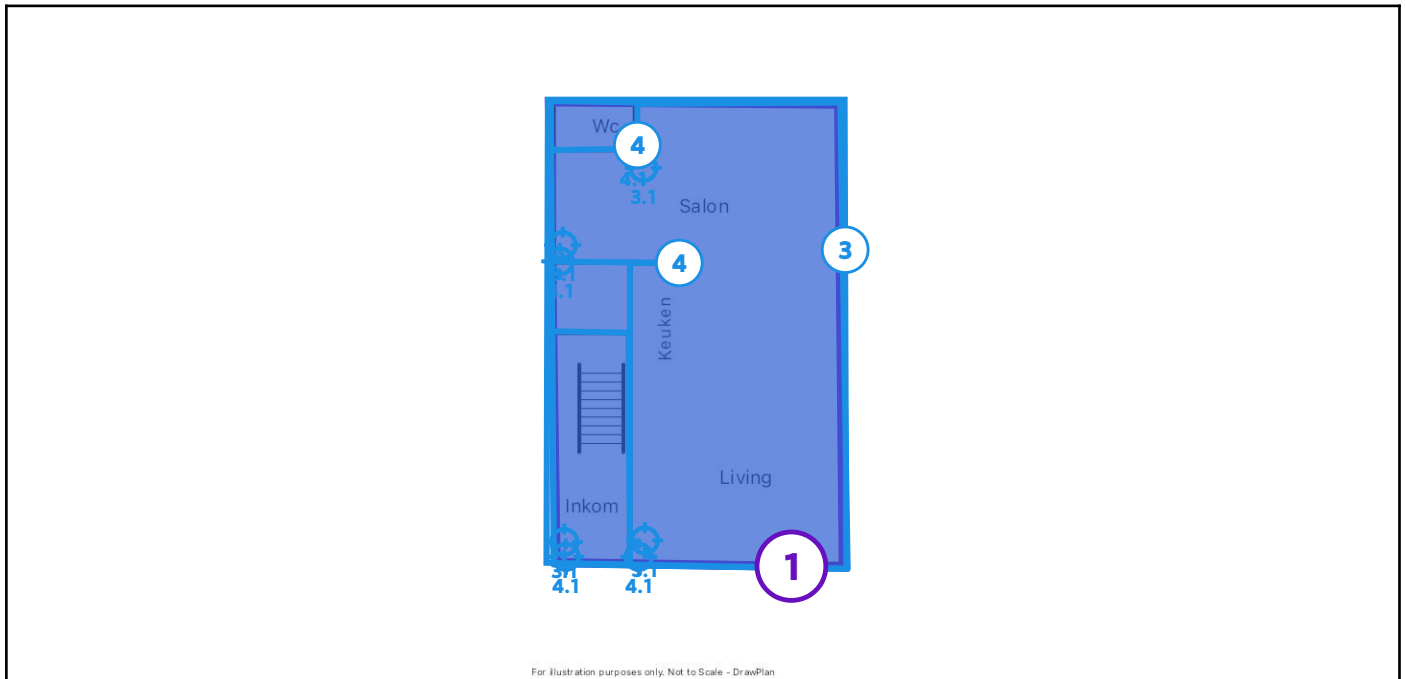 Wc
4
4.1
3.1
Salon
3
4
.1
Keuken
Living
Inkom
1
3.1
3.1
4.1
4.1
For illustration purposes only. Not to Scale - DrawPlan